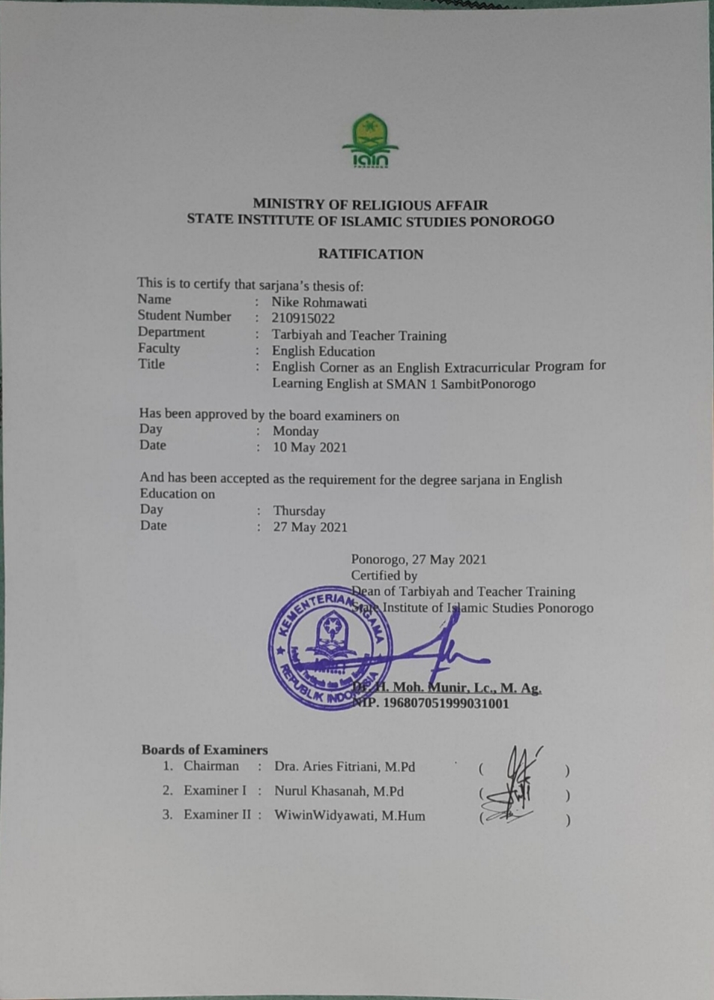 iain
PONOROGO
MINISTRY OF RELIGIOUS AFFAIR
STATE INSTITUTE OF ISLAMIC STUDIES PONOROGO
RATIFICATION
This is to certify that sarjana's thesis of:
Name : Nike Rohmawati
Student Number : 210915022
Department : Tarbiyah and Teacher Training
Faculty : English Education
Title : English Corner as an English Extracurricular Program for
Learning English at SMAN 1 SambitPonorogo
Has been approved by the board examiners on
Day : Monday
Date : 10 May 2021
And has been accepted as the requirement for the degree sarjana in English
Education on
Day : Thursday
Date : 27 May 2021
Ponorogo, 27 May 2021
Certified by
Dean of Tarbiyah and Teacher Training
State Institute of Islamic Studies Ponorogo
KEMENTERIAN AGAMA
REPUBLIK INDONESIA
Dr. H. Moh. Munir, Lc., M. Ag.
NIP. 196807051999031001
Boards of Examiners
1. Chairman : Dra. Aries Fitriani, M.Pd ( )
2. Examiner I : Nurul Khasanah, M.Pd ( )
3. Examiner II : WiwinWidyawati, M.Hum ( )